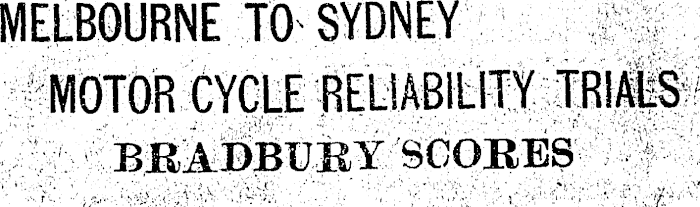 MELBOURNE TO SYDNEY
MOTOR CYCLE RELIABILITY TRIALS
BRADBURY SCORES